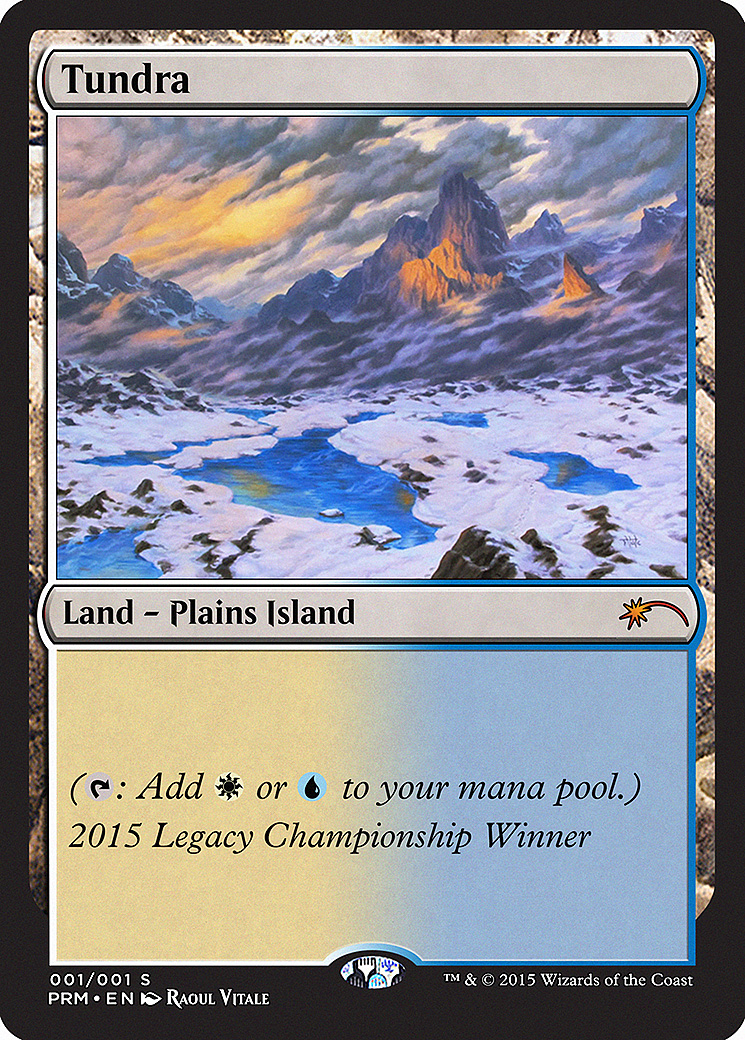 Tundra
Land – Plains Island
(: Add or to your mana pool.)
2015 Legacy Championship Winner
001/001 S
PRM • EN Raoul Vitale
™ & © 2015 Wizards of the Coast